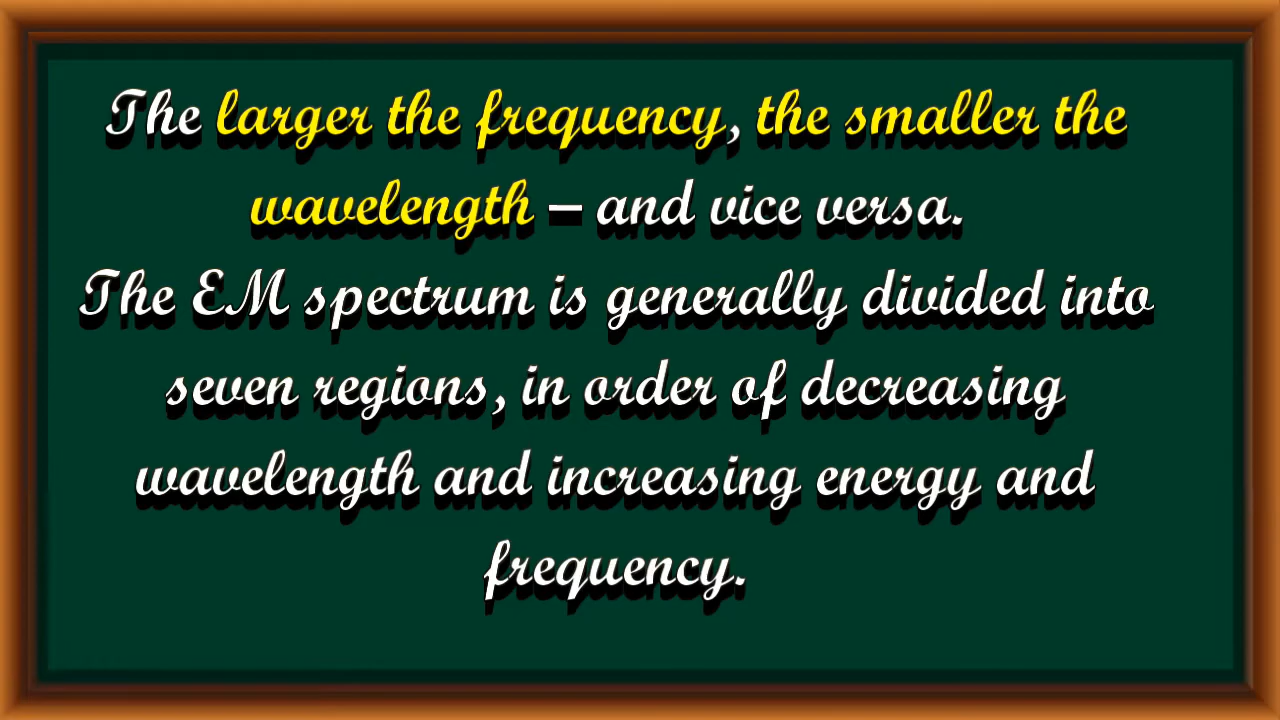 The larger the frequency, the smaller the
wavelength – and vice versa.
The EM spectrum is generally divided into
seven regions, in order of decreasing
wavelength and increasing energy and
frequency.